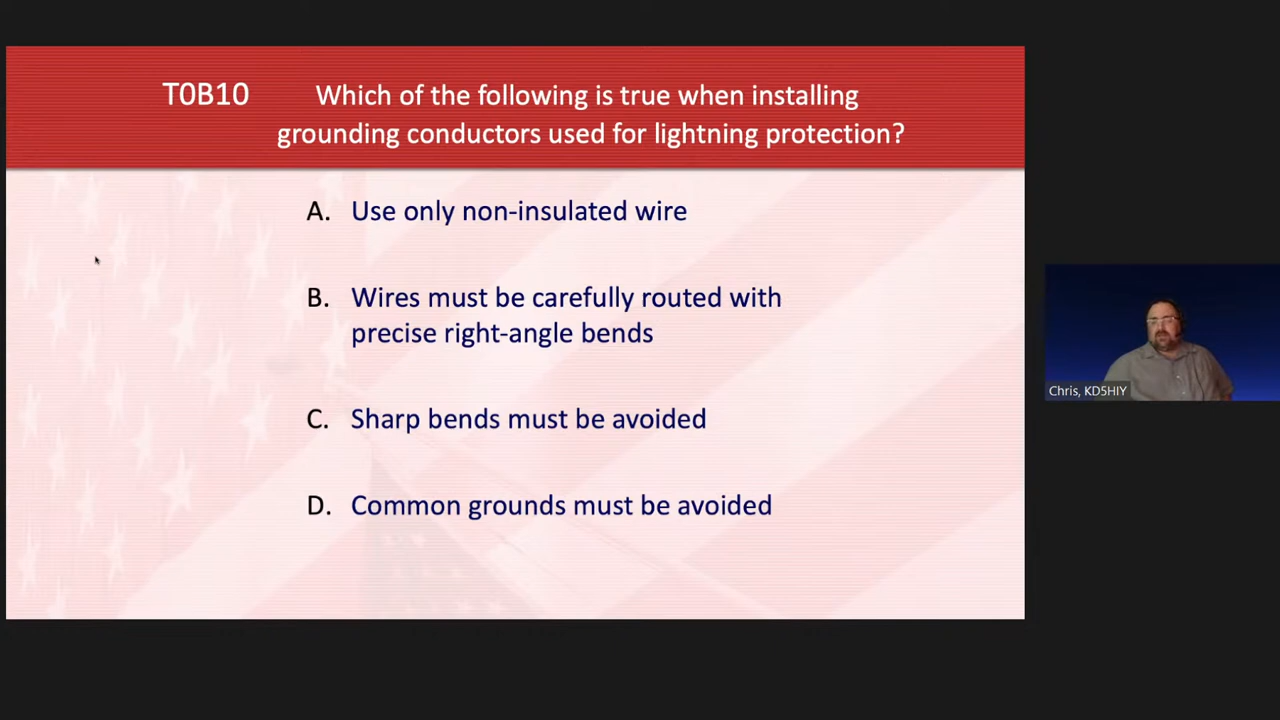 T0B10 Which of the following is true when installing
grounding conductors used for lightning protection?
A. Use only non-insulated wire
B. Wires must be carefully routed with
precise right-angle bends
C. Sharp bends must be avoided
D. Common grounds must be avoided
Chris, KD5HIY